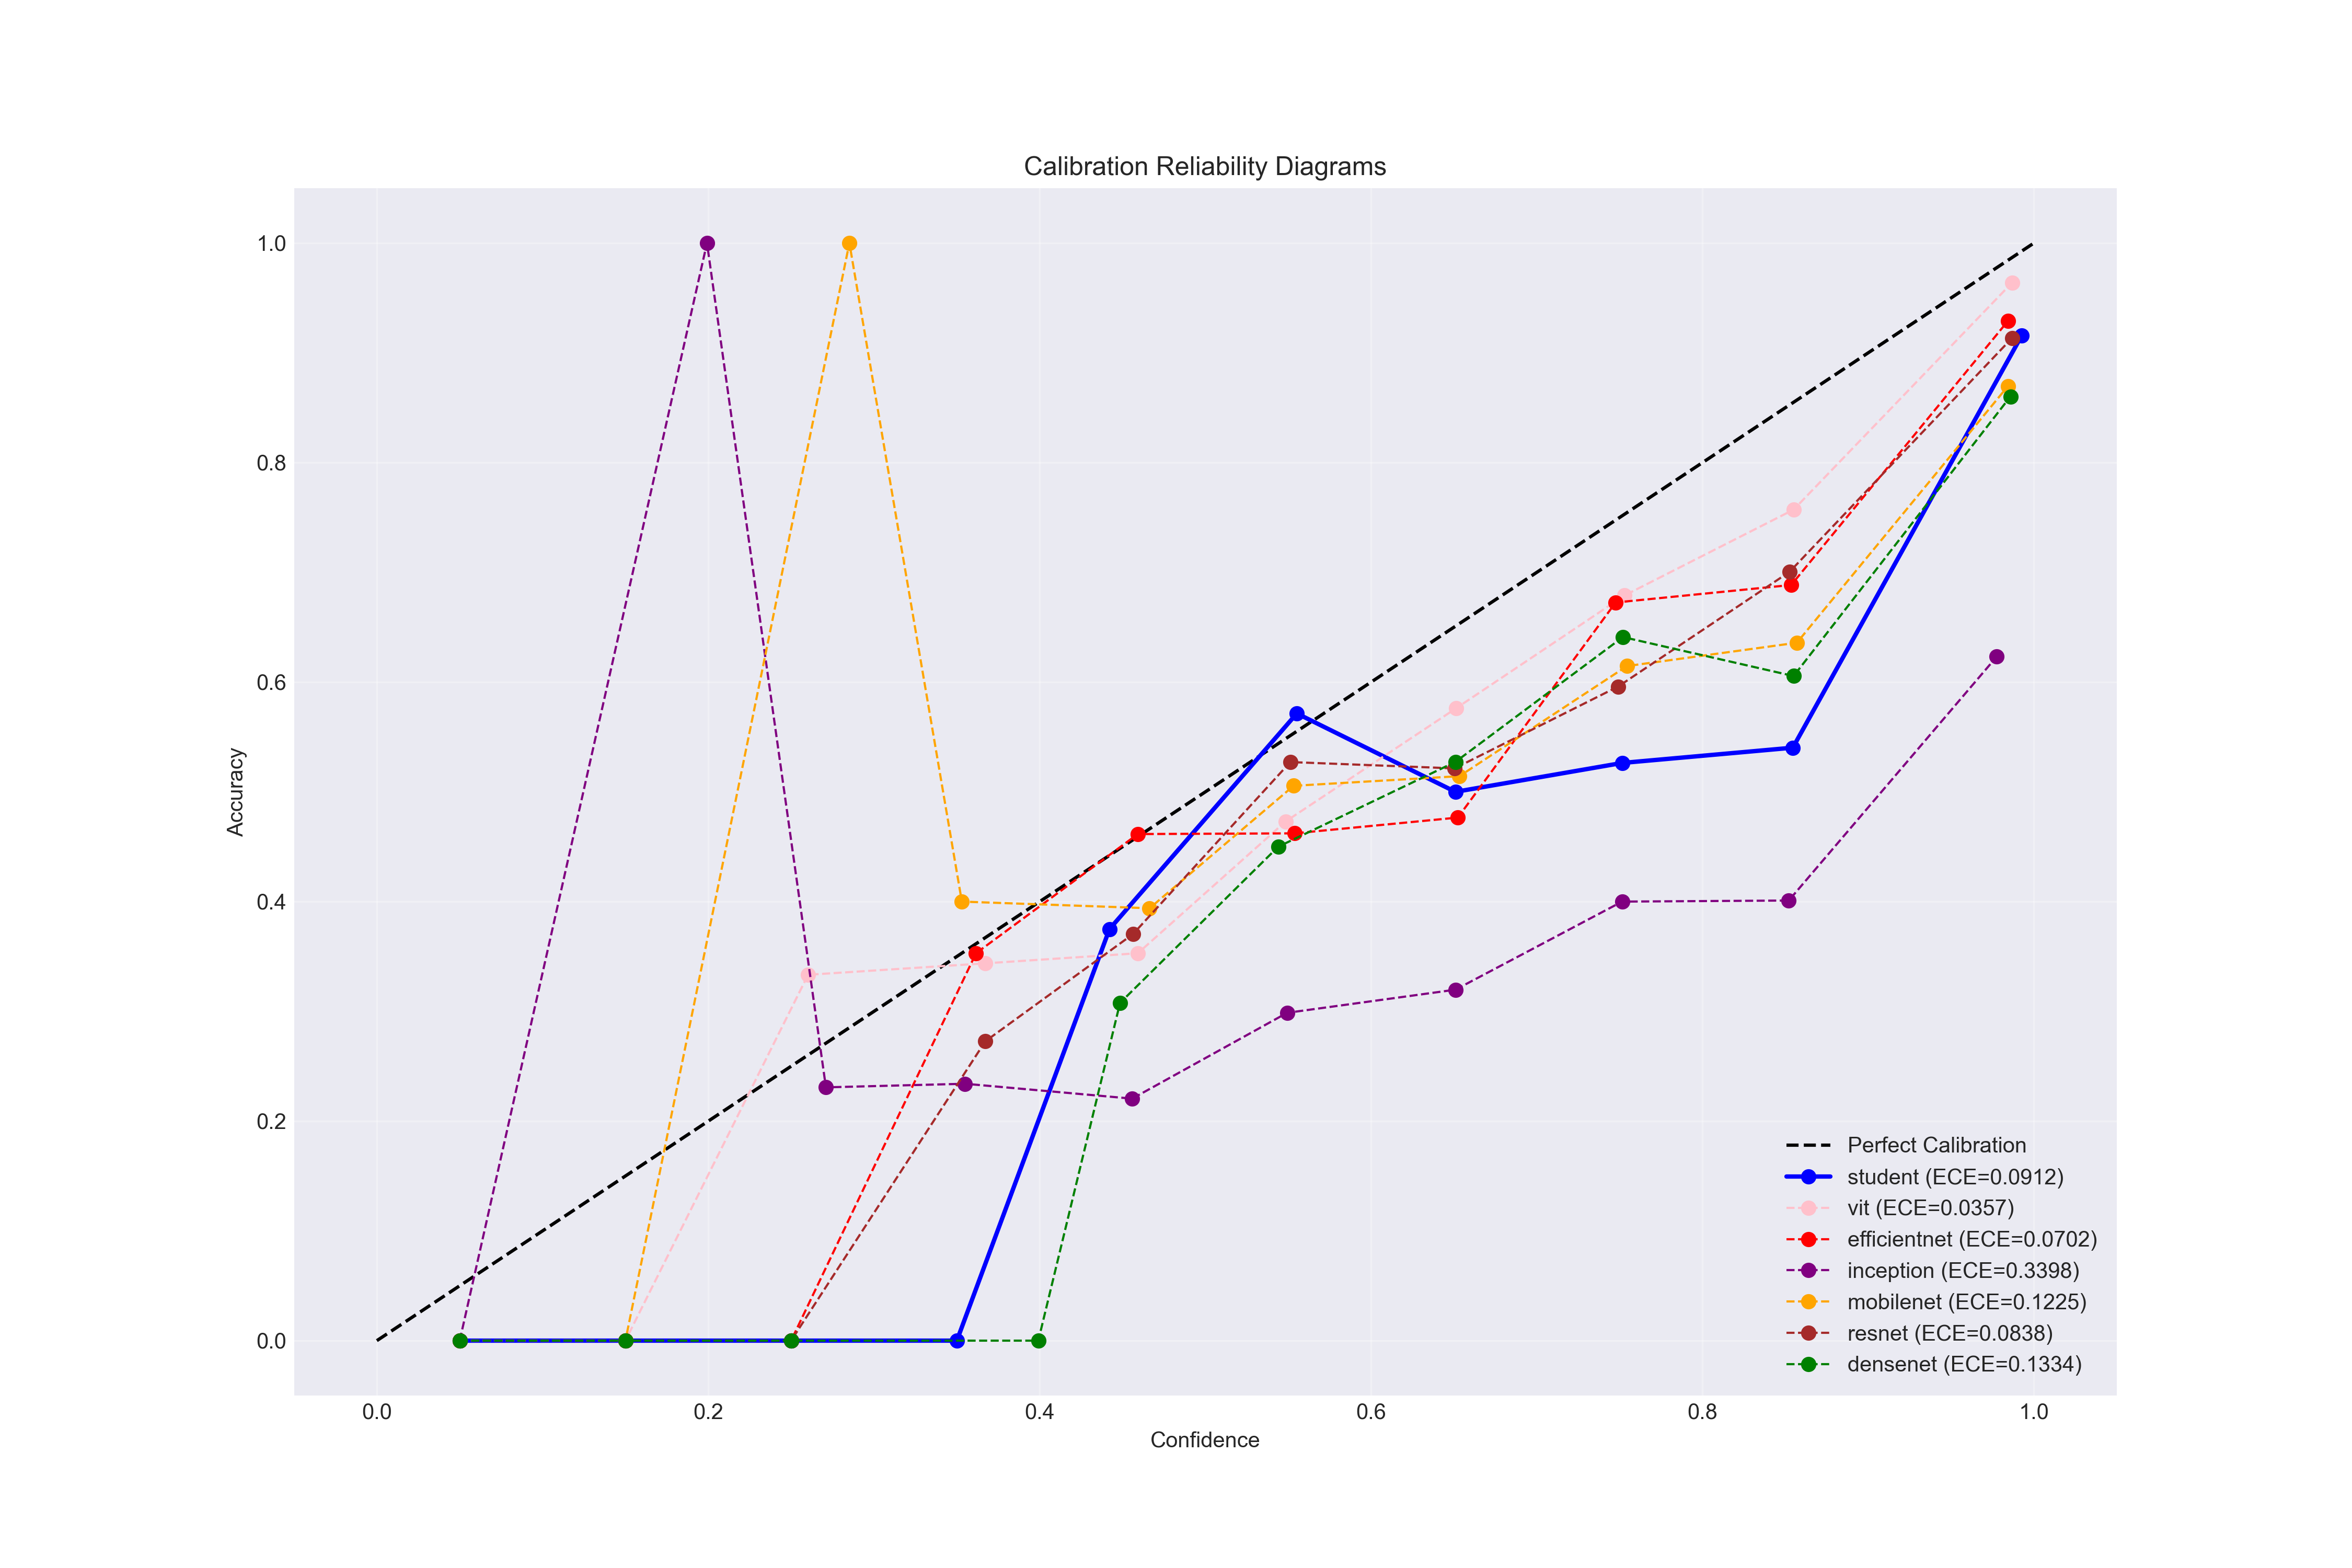 Calibration Reliability Diagrams
1.0
0.8
0.6
0.4
0.2
0.0
Accuracy
0.0 0.2 0.4 0.6 0.8 1.0
Confidence
Perfect Calibration
student (ECE=0.0912)
vit (ECE=0.0357)
efficientnet (ECE=0.0702)
inception (ECE=0.3398)
mobilenet (ECE=0.1225)
resnet (ECE=0.0838)
densenet (ECE=0.1334)